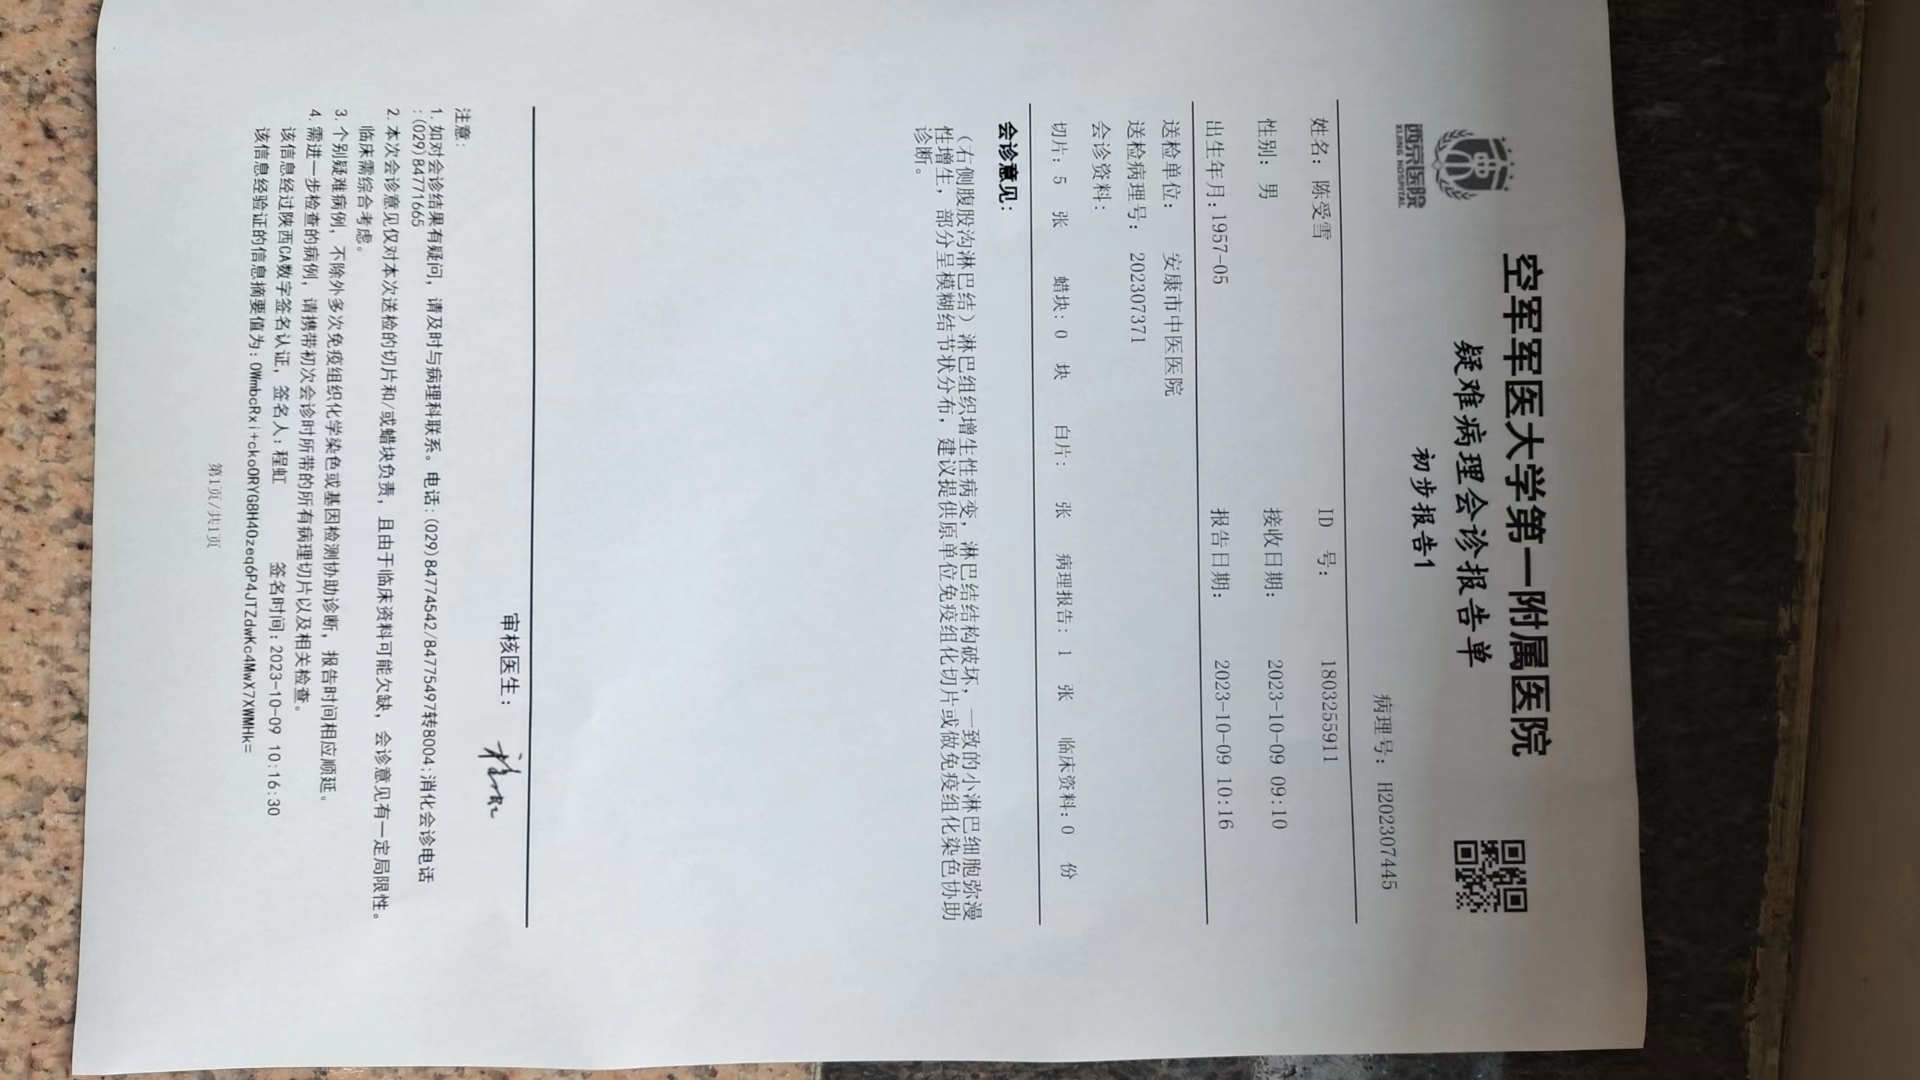 西京医院
XIJING HOSPITAL
空军军医大学第一附属医院
疑难病理会诊报告单
初步报告1
病理号： H202307445
姓名： 陈受雪 ID 号： 1803255911
性别： 男 接收日期： 2023-10-09 09:10
出生年月：1957-05 报告日期： 2023-10-09 10:16
送检单位： 安康市中医医院
送检病理号： 202307371
会诊资料：
切片：5 张 蜡块：0 块 白片： 张 病理报告：1 张 临床资料：0 份
会诊意见：
（右侧腹股沟淋巴结）淋巴组织增生性病变，淋巴结结构破坏，一致的小淋巴细胞弥漫
性增生，部分呈模糊结节状分布，建议提供原单位免疫组化切片或做免疫组化染色协助
诊断。
审核医生：
注意：
1.如对会诊结果有疑问，请及时与病理科联系。电话：(029)84774542/84775497转8004;消化会诊电话
：(029)84771665
2.本次会诊意见仅对本次送检的切片和/或蜡块负责，且由于临床资料可能欠缺，会诊意见有一定局限性。
临床需综合考虑。
3.个别疑难病例，不除外多次免疫组织化学染色或基因检测协助诊断，报告时间相应顺延。
4.需进一步检查的病例，请携带初次会诊时所带的所有病理切片以及相关检查。
该信息经过陕西CA数字签名认证，签名人：程虹 签名时间：2023-10-09 10:16:30
该信息经验证的信息摘要值为：OWmbcRxi+ckoORYG8H4Ozeq6P4JTZdwKc4MwX7XWMHk=
第1页/共1页